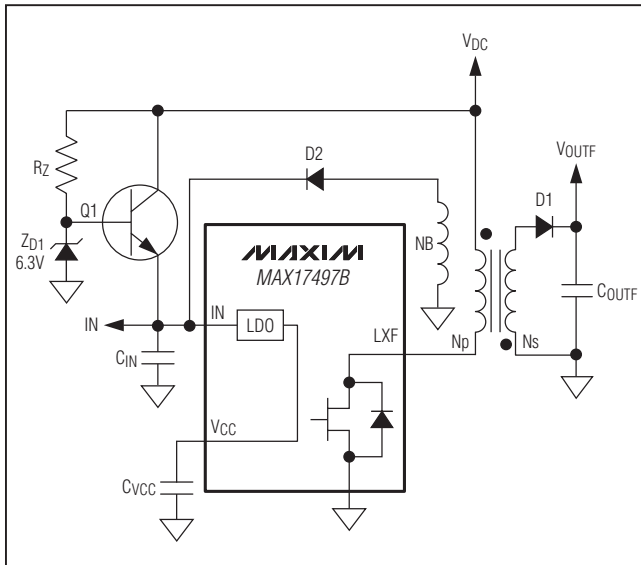 VDC
D2
VOUTF
RZ
Q1
D1
ZD1
6.3V
NB
MAXIM
MAX17497B
COUTF
IN
IN
LDO
LXF
Np
Ns
CIN
VCC
CVCC